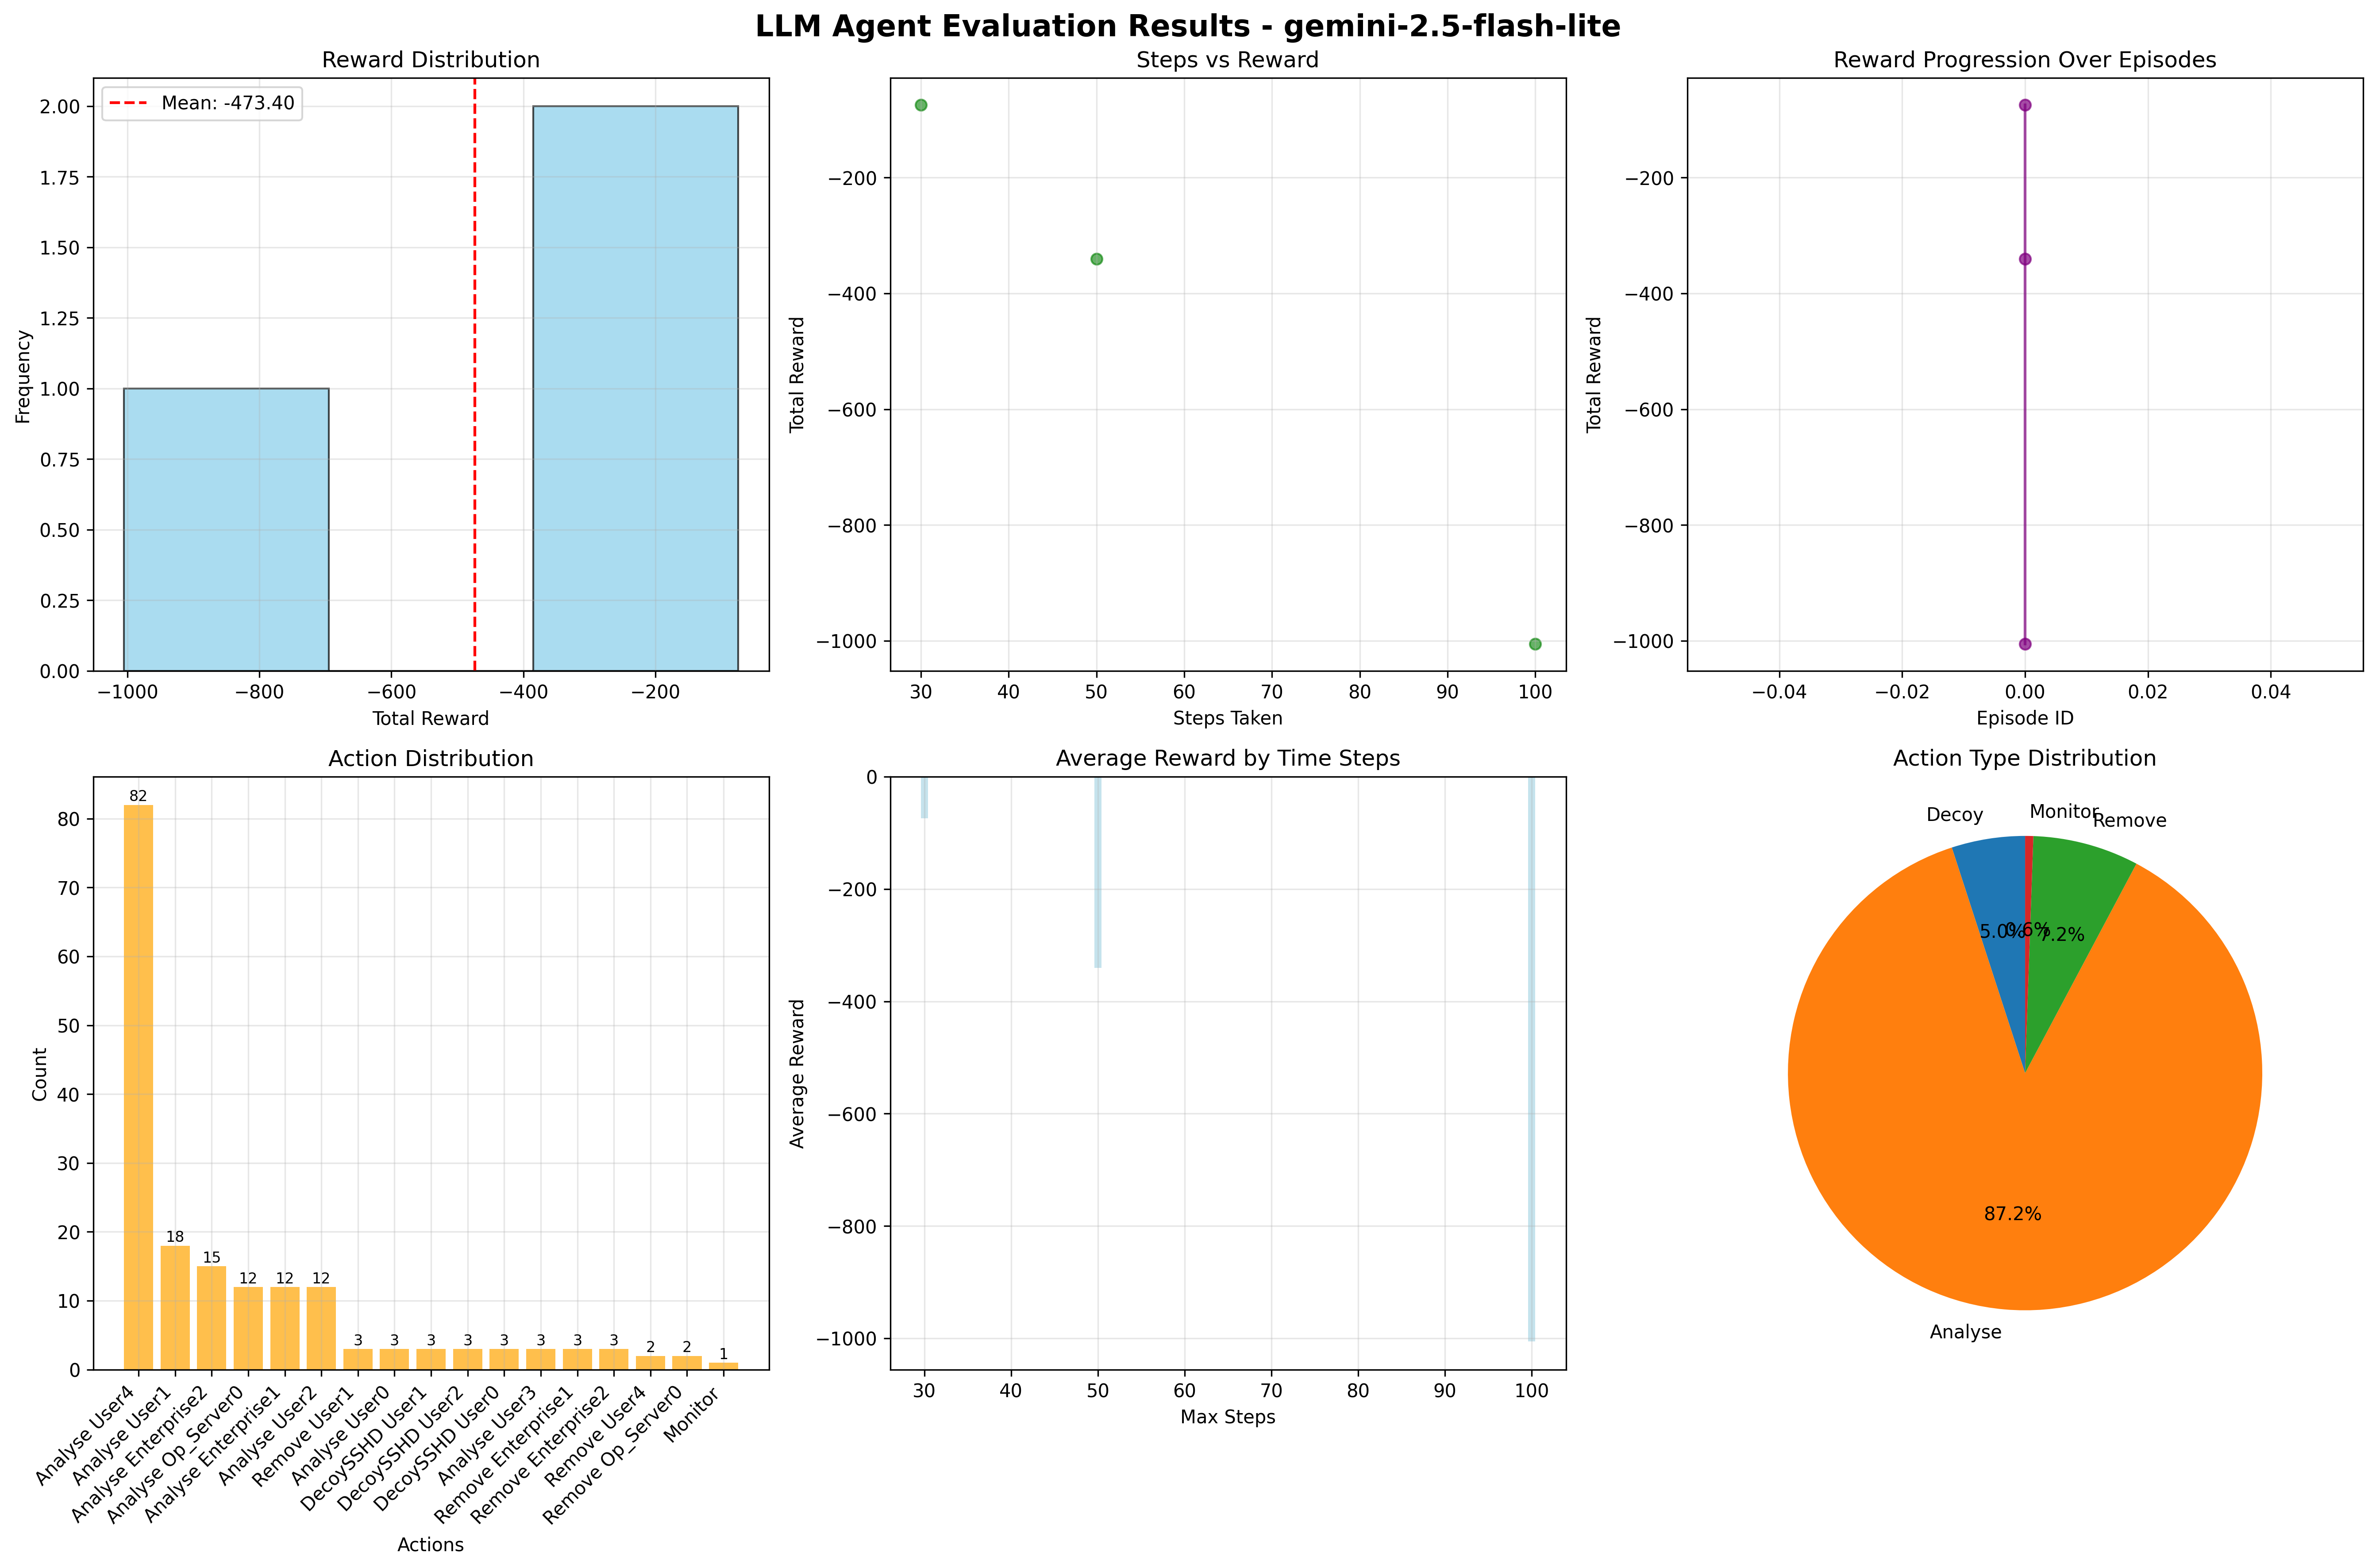 LLM Agent Evaluation Results - gemini-2.5-flash-lite
Reward Distribution
Mean: -473.40
Frequency
2.00
1.75
1.50
1.25
1.00
0.75
0.50
0.25
0.00
−1000 −800 −600 −400 −200
Total Reward
Steps vs Reward
Total Reward
−200
−400
−600
−800
−1000
30 40 50 60 70 80 90 100
Steps Taken
Reward Progression Over Episodes
Total Reward
−200
−400
−600
−800
−1000
−0.04 −0.02 0.00 0.02 0.04
Episode ID
Action Distribution
Count
80
70
60
50
40
30
20
10
0
82 18 15 12 12 12 3 3 3 3 3 3 3 3 2 2 1
Analyse User4
Analyse User1
Analyse Enterprise2
Analyse Op_Server0
Analyse Enterprise1
Analyse User2
Remove User1
Analyse User0
DecoySSHD User1
DecoySSHD User2
DecoySSHD User0
Analyse User3
Remove Enterprise1
Remove Enterprise2
Remove User4
Remove Op_Server0
Monitor
Actions
Average Reward by Time Steps
Average Reward
0
−200
−400
−600
−800
−1000
30 40 50 60 70 80 90 100
Max Steps
Action Type Distribution
Decoy
Monitor
Remove
5.0%
0.6%
7.2%
87.2%
Analyse